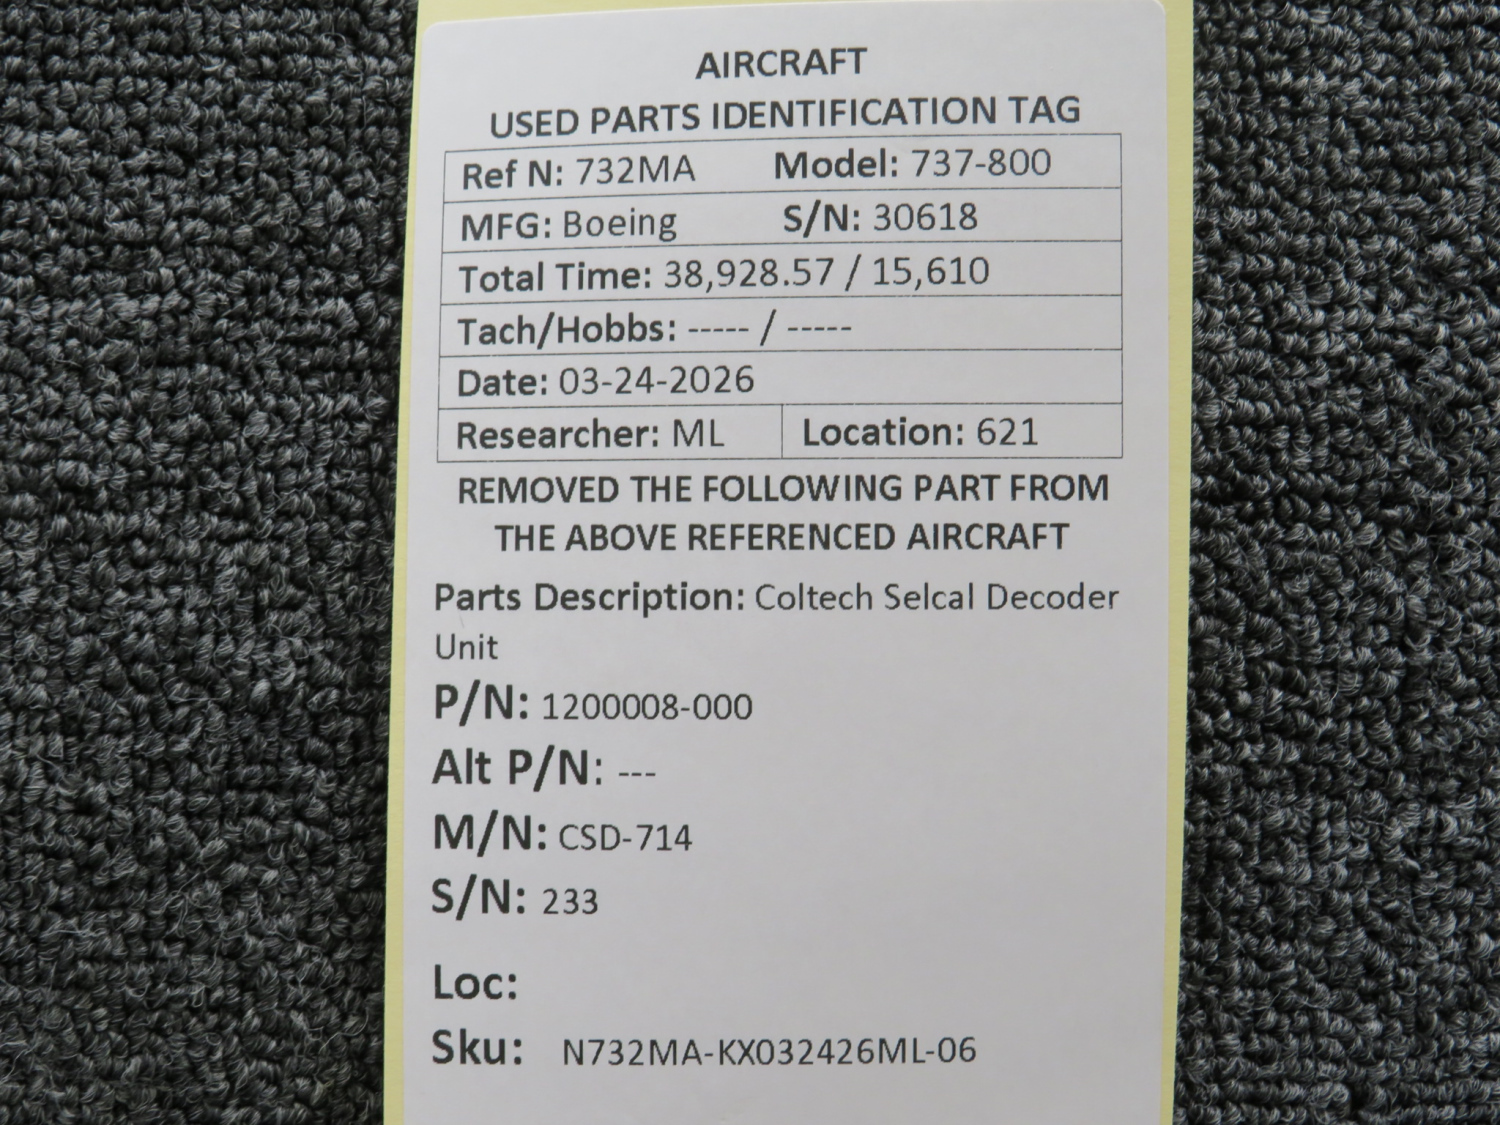 AIRCRAFT
USED PARTS IDENTIFICATION TAG
Ref N: 732MA Model: 737-800
MFG: Boeing S/N: 30618
Total Time: 38,928.57 / 15,610
Tach/Hobbs: ----- / -----
Date: 03-24-2026
Researcher: ML Location: 621
REMOVED THE FOLLOWING PART FROM
THE ABOVE REFERENCED AIRCRAFT
Parts Description: Coltech Selcal Decoder
Unit
P/N: 1200008-000
Alt P/N: ---
M/N: CSD-714
S/N: 233
Loc:
Sku: N732MA-KX032426ML-06